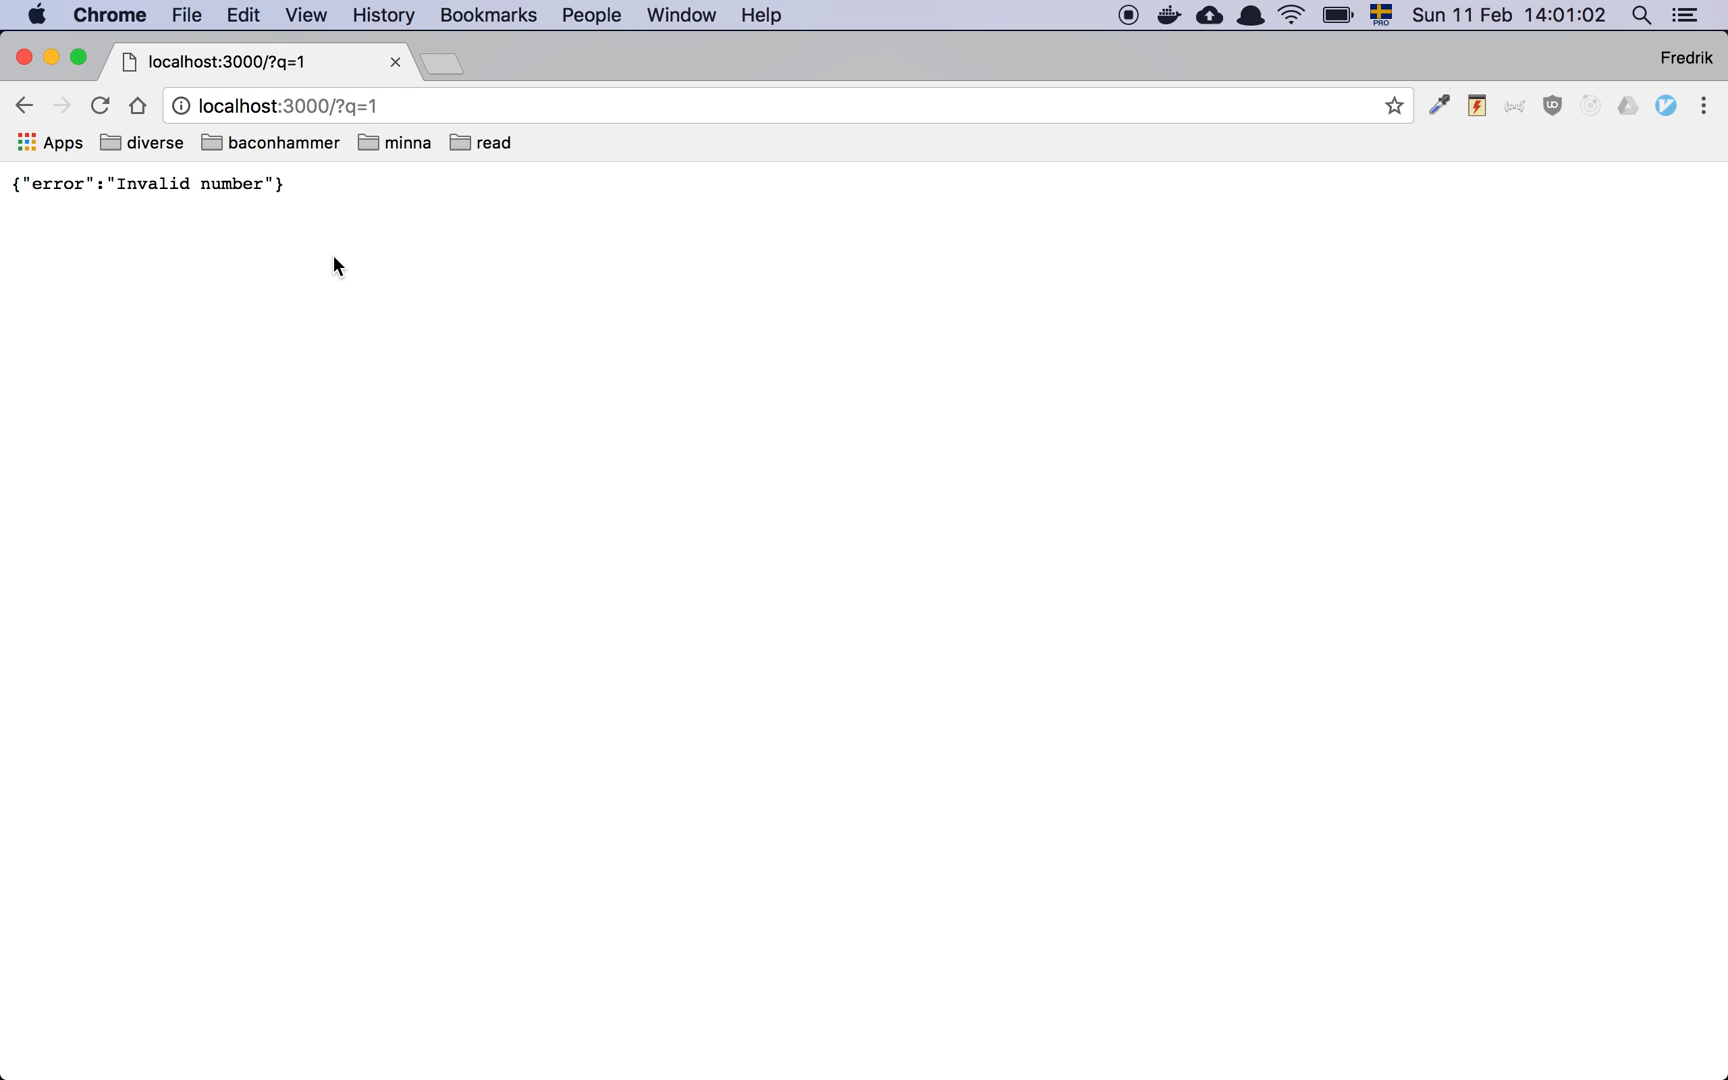 Chrome File Edit View History Bookmarks People Window Help PRO Sun 11 Feb 14:01:02
localhost:3000/?q=1 Fredrik
localhost:3000/?q=1
Apps diverse baconhammer minna read
{"error":"Invalid number"}